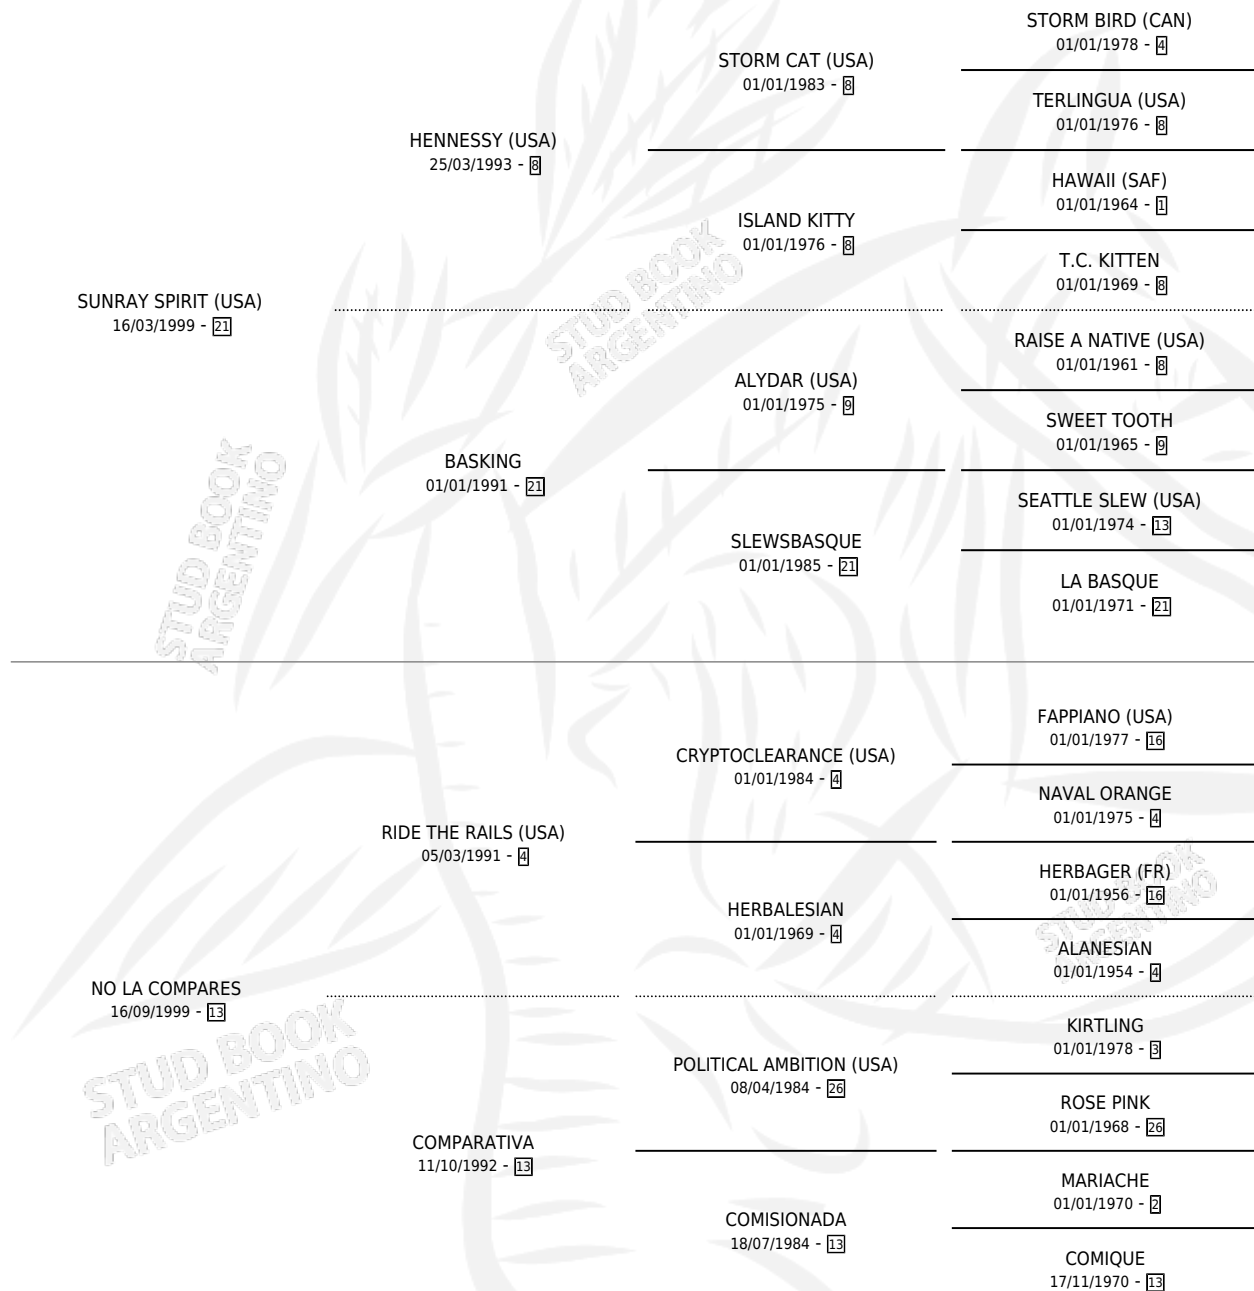 STORM BIRD (CAN)
01/01/1978 - 4
STORM CAT (USA)
01/01/1983 - 8
TERLINGUA (USA)
01/01/1976 - 8
HENNESSY (USA)
25/03/1993 - 8
HAWAII (SAF)
01/01/1964 - 1
ISLAND KITTY
01/01/1976 - 8
T.C. KITTEN
01/01/1969 - 8
SUNRAY SPIRIT (USA)
16/03/1999 - 21
RAISE A NATIVE (USA)
01/01/1961 - 8
ALYDAR (USA)
01/01/1975 - 9
SWEET TOOTH
01/01/1965 - 9
BASKING
01/01/1991 - 21
SEATTLE SLEW (USA)
01/01/1974 - 13
SLEWSBASQUE
01/01/1985 - 21
LA BASQUE
01/01/1971 - 21
STUD BOOK
ARGENTINO
STUD BOOK
ARGENTINO
FAPPIANO (USA)
01/01/1977 - 16
CRYPTOCLEARANCE (USA)
01/01/1984 - 4
NAVAL ORANGE
01/01/1975 - 4
RIDE THE RAILS (USA)
05/03/1991 - 4
HERBAGER (FR)
01/01/1956 - 16
HERBALESIAN
01/01/1969 - 4
ALANESIAN
01/01/1954 - 4
NO LA COMPARES
16/09/1999 - 13
KIRTLING
01/01/1978 - 3
POLITICAL AMBITION (USA)
08/04/1984 - 26
ROSE PINK
01/01/1968 - 26
COMPARATIVA
11/10/1992 - 13
MARIACHE
01/01/1970 - 2
COMISIONADA
18/07/1984 - 13
COMIQUE
17/11/1970 - 13
STUD BOOK
ARGENTINO
STUD BOOK
ARGENTINO